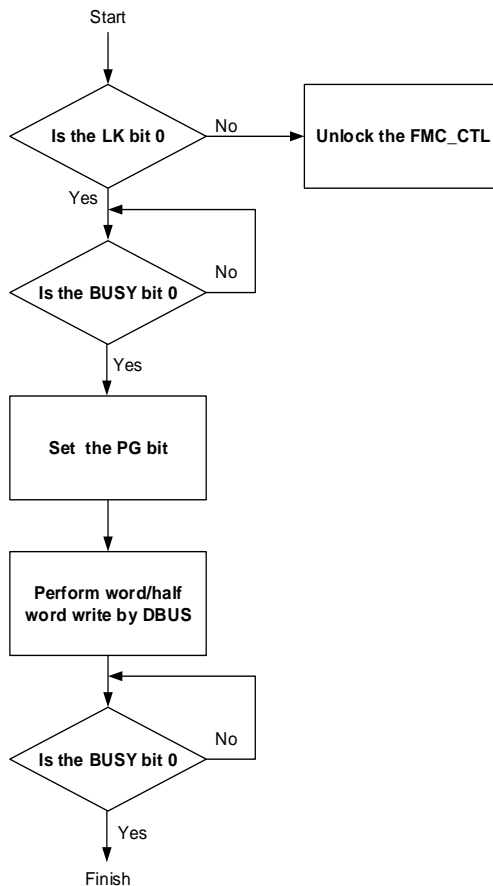 Start
Is the LK bit 0
No
Unlock the FMC_CTL
Yes
Is the BUSY bit 0
No
Yes
Set the PG bit
Perform word/half
word write by DBUS
Is the BUSY bit 0
No
Yes
Finish